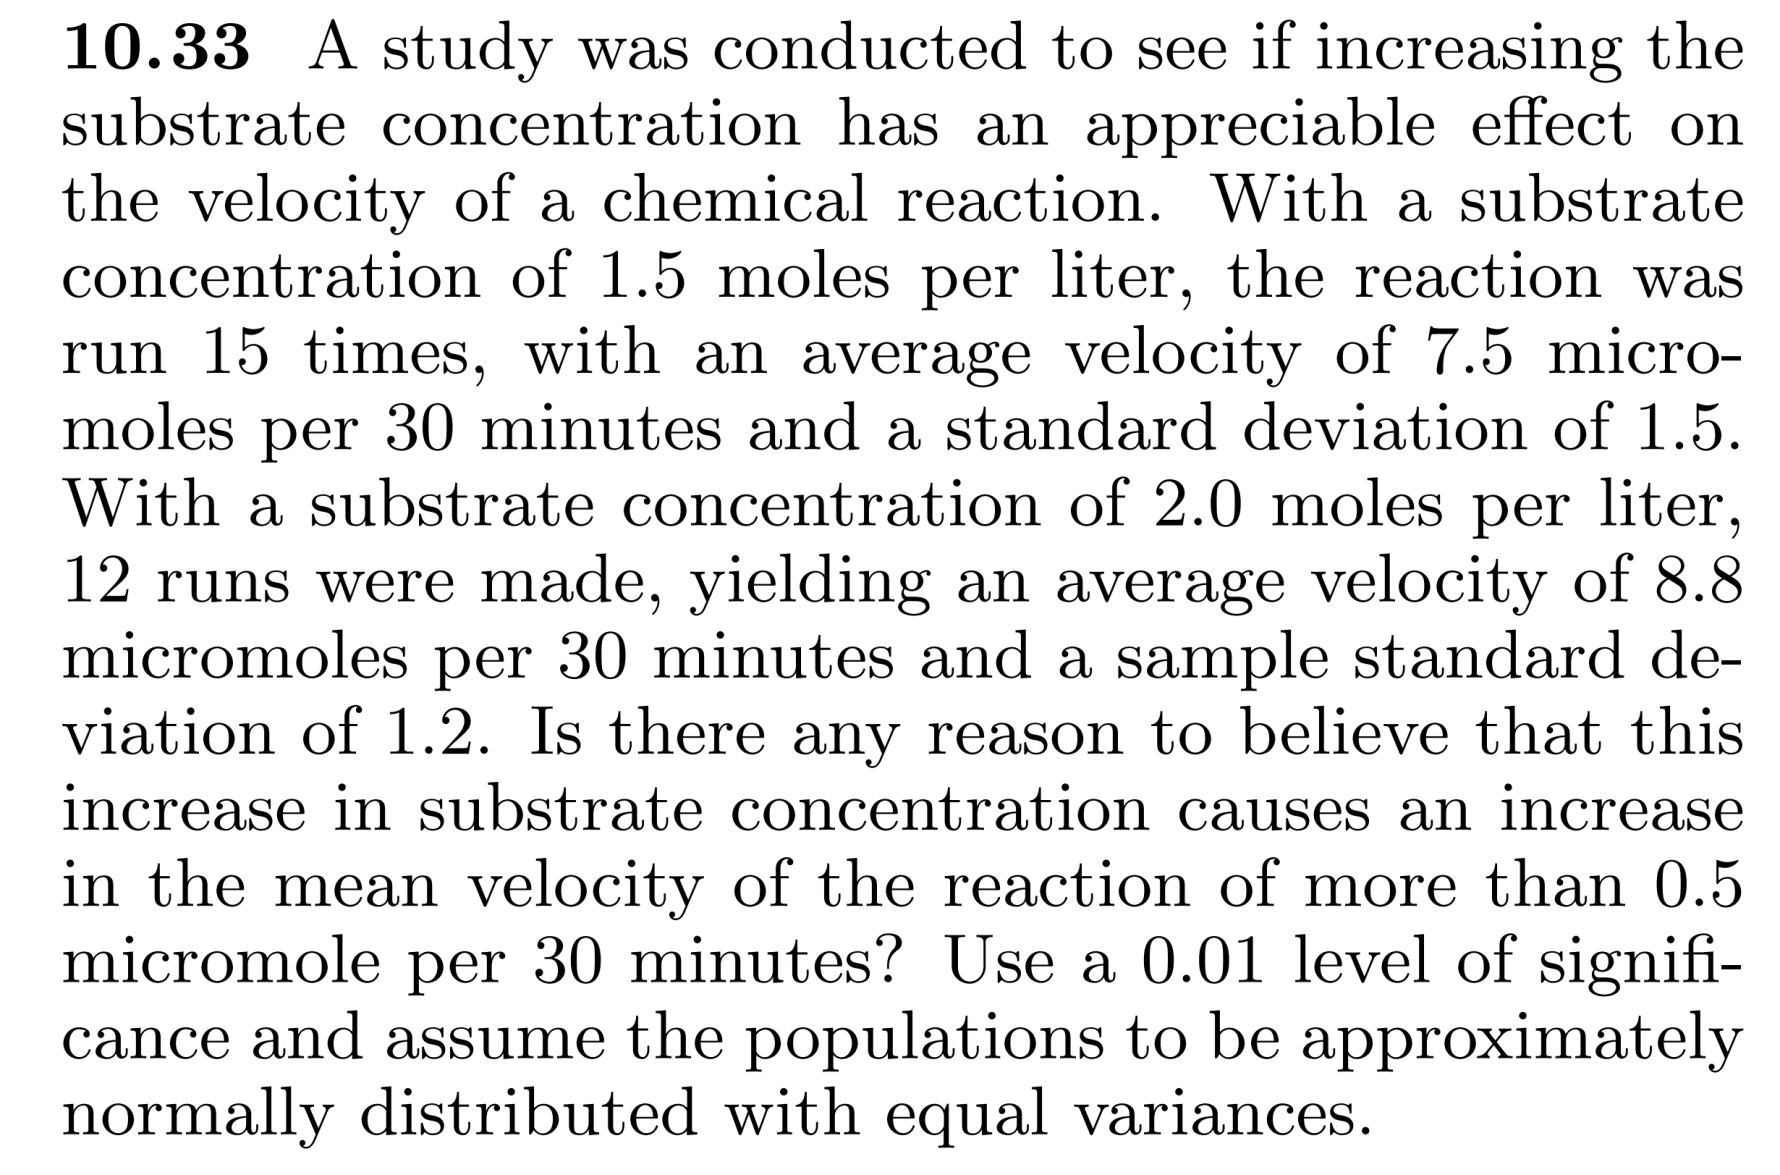 10.33 A study was conducted to see if increasing the
substrate concentration has an appreciable effect on
the velocity of a chemical reaction. With a substrate
concentration of 1.5 moles per liter, the reaction was
run 15 times, with an average velocity of 7.5 micro-
moles per 30 minutes and a standard deviation of 1.5.
With a substrate concentration of 2.0 moles per liter,
12 runs were made, yielding an average velocity of 8.8
micromoles per 30 minutes and a sample standard de-
viation of 1.2. Is there any reason to believe that this
increase in substrate concentration causes an increase
in the mean velocity of the reaction of more than 0.5
micromole per 30 minutes? Use a 0.01 level of signifi-
cance and assume the populations to be approximately
normally distributed with equal variances.